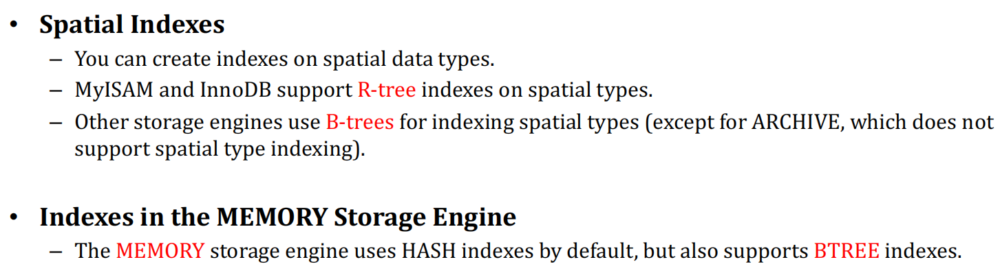 • Spatial Indexes
– You can create indexes on spatial data types.
– MyISAM and InnoDB support R-tree indexes on spatial types.
– Other storage engines use B-trees for indexing spatial types (except for ARCHIVE, which does not
support spatial type indexing).
• Indexes in the MEMORY Storage Engine
– The MEMORY storage engine uses HASH indexes by default, but also supports BTREE indexes.